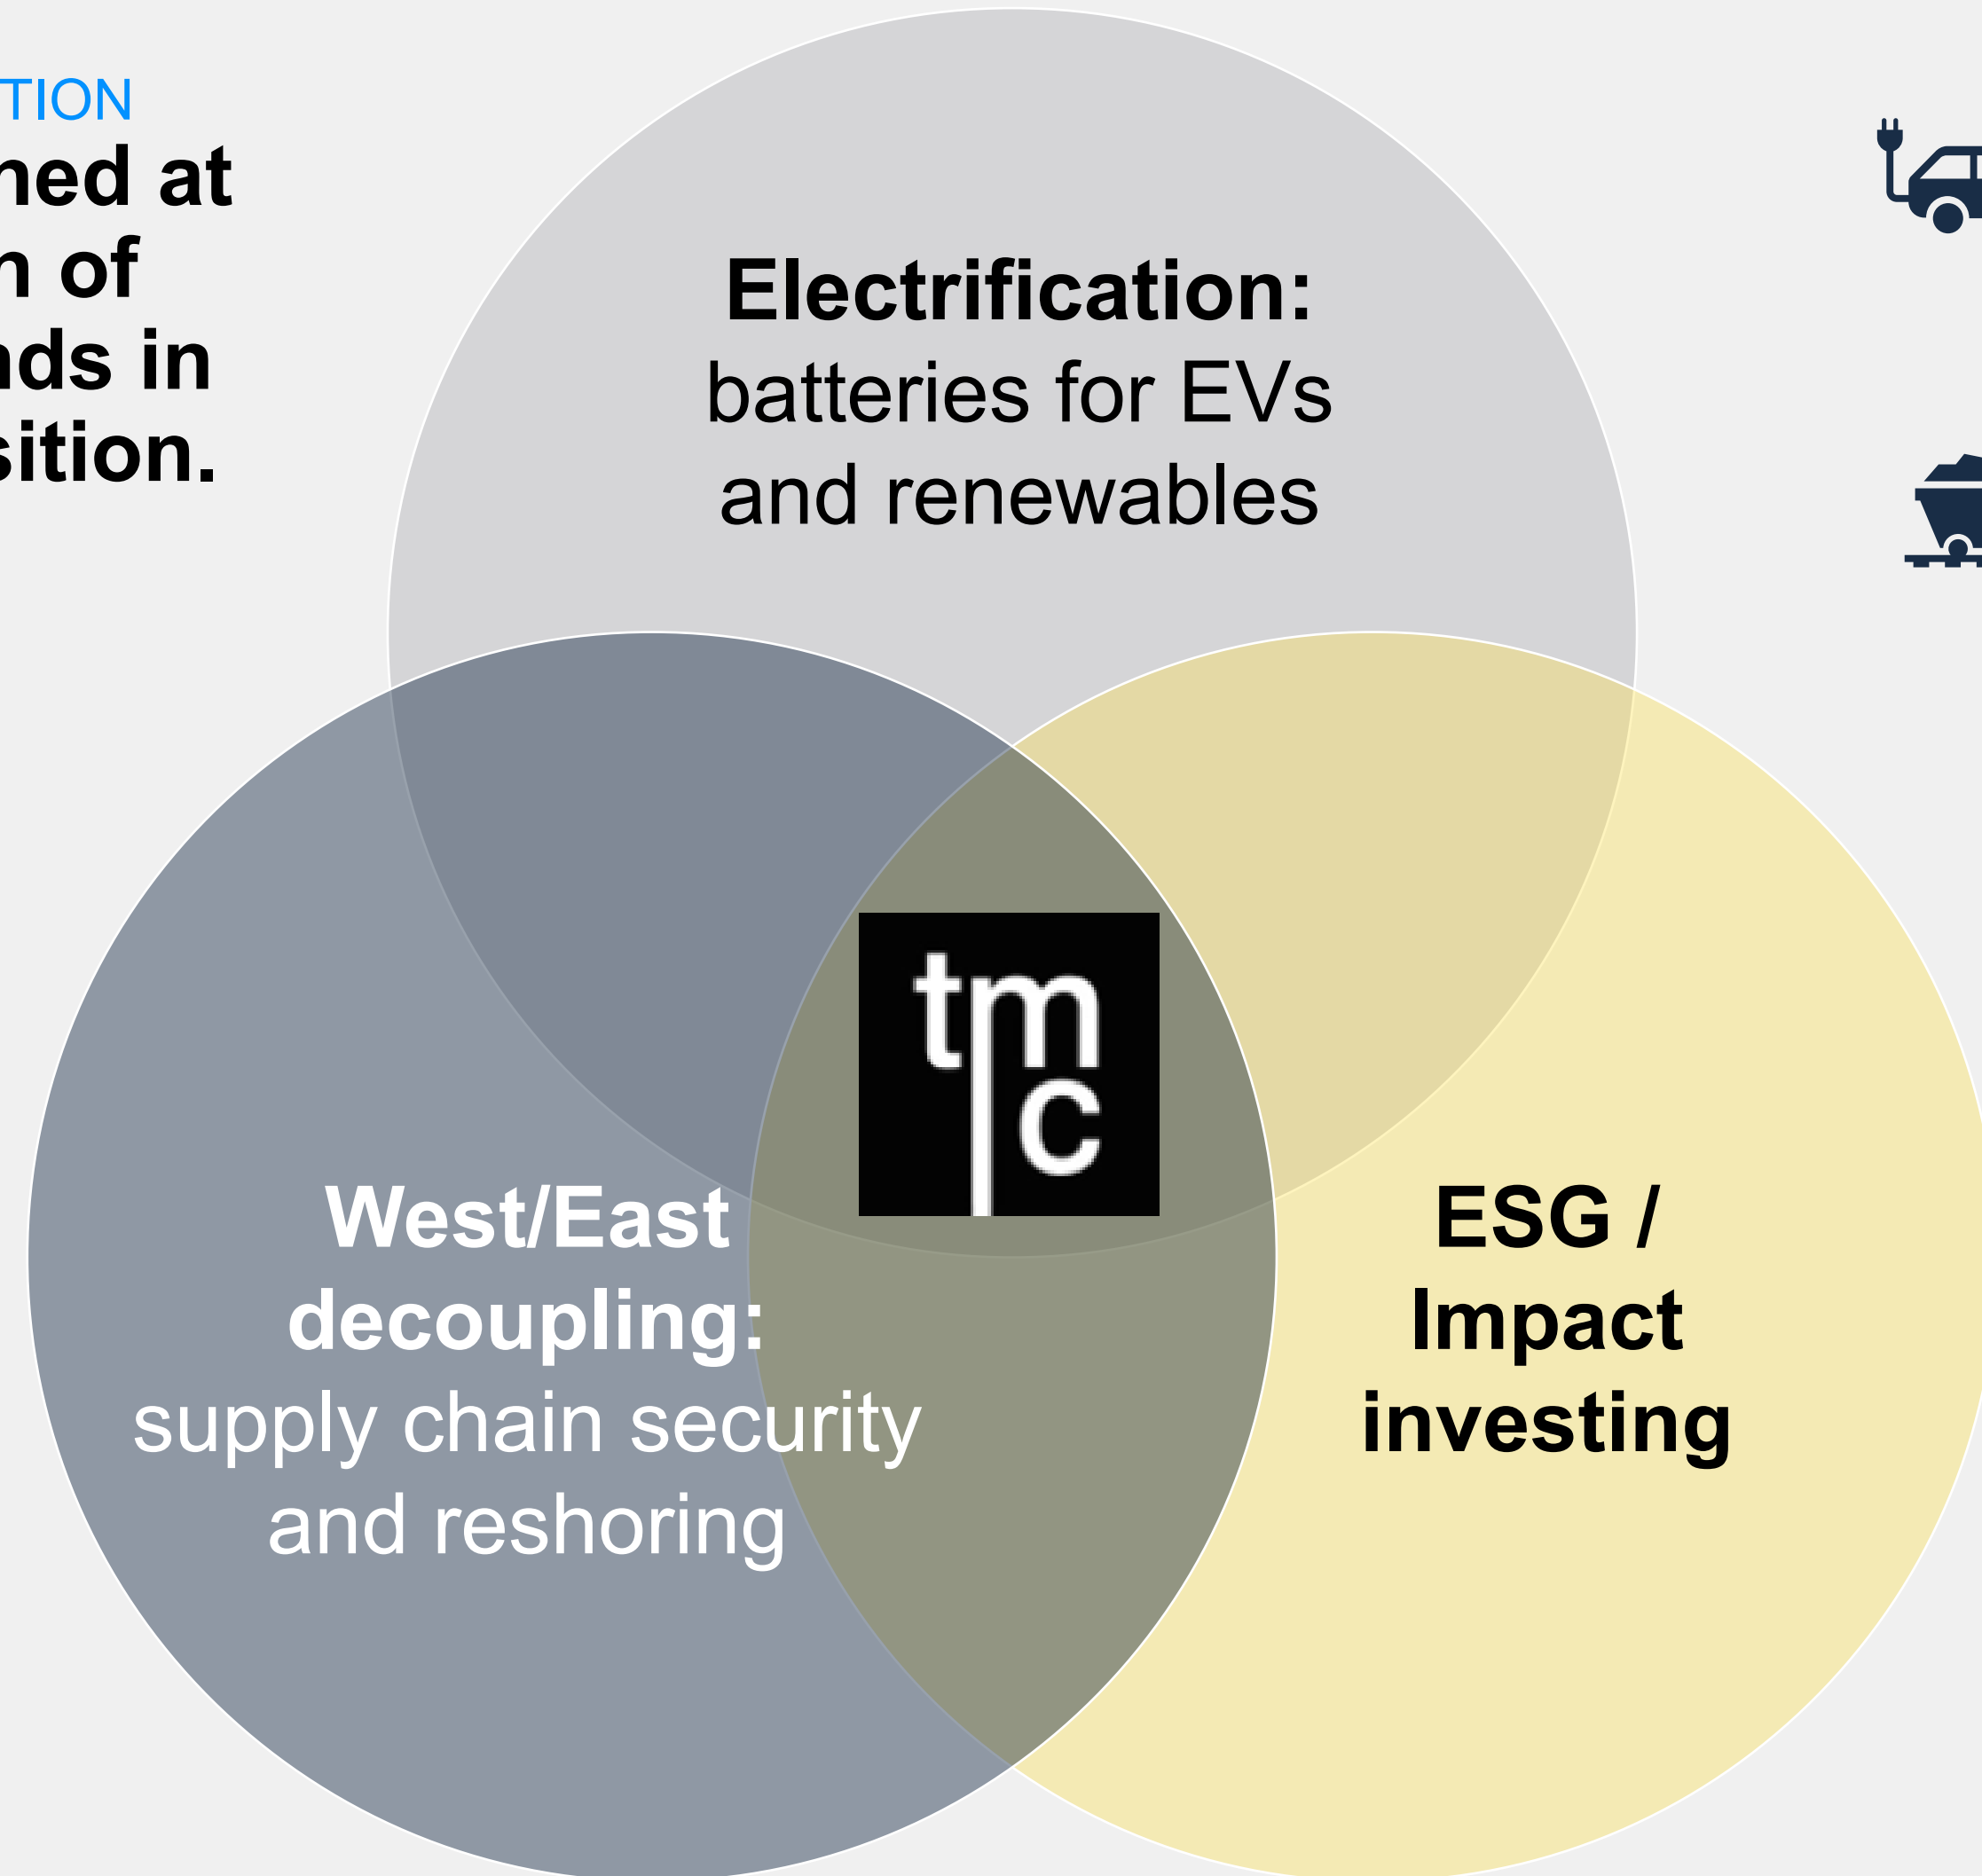 TION
ned at
n of
nds in
sition.
Electrification:
batteries for EVs
and renewables
tmc
West/East
decoupling:
supply chain security
and reshoring
ESG /
Impact
investing